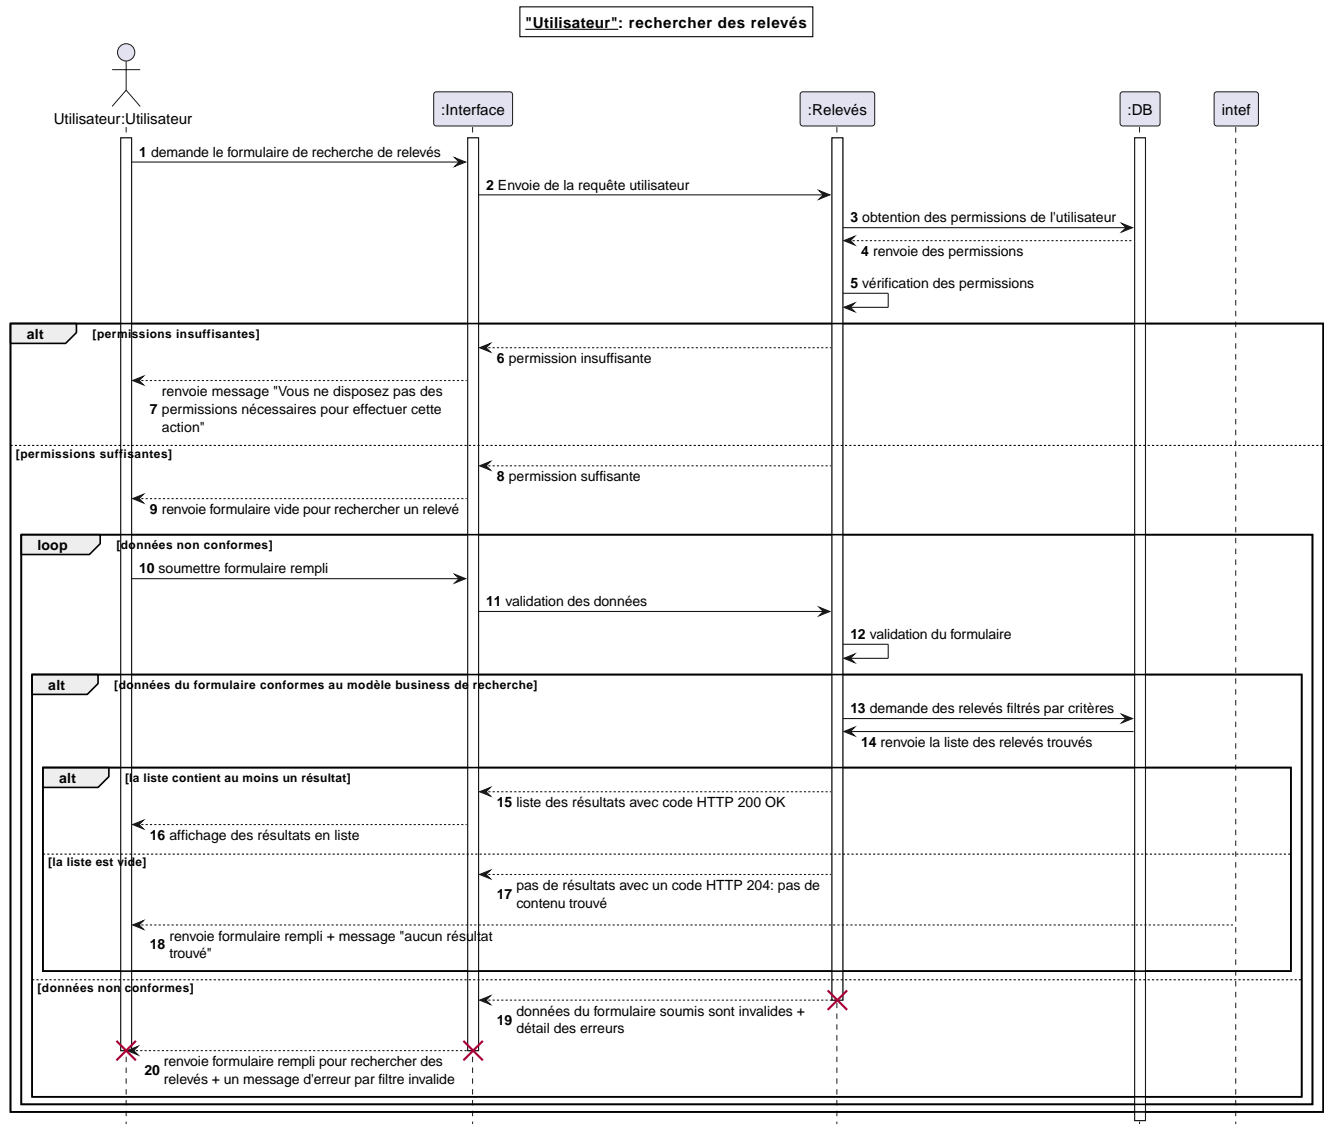 "Utilisateur": rechercher des relevés
Utilisateur:Utilisateur
:Interface
:Relevés
:DB
intef
1 demande le formulaire de recherche de relevés
2 Envoie de la requête utilisateur
3 obtention des permissions de l'utilisateur
4 renvoie des permissions
5 vérification des permissions
alt [permissions insuffisantes]
6 permission insuffisante
renvoie message "Vous ne disposez pas des
7 permissions nécessaires pour effectuer cette
action"
[permissions suffisantes]
8 permission suffisante
9 renvoie formulaire vide pour rechercher un relevé
loop [données non conformes]
10 soumettre formulaire rempli
11 validation des données
12 validation du formulaire
alt [données du formulaire conformes au modèle business de recherche]
13 demande des relevés filtrés par critères
14 renvoie la liste des relevés trouvés
alt [la liste contient au moins un résultat]
15 liste des résultats avec code HTTP 200 OK
16 affichage des résultats en liste
[la liste est vide]
17 pas de résultats avec un code HTTP 204: pas de
contenu trouvé
18 renvoie formulaire rempli + message "aucun résultat
trouvé"
[données non conformes]
19 données du formulaire soumis sont invalides +
détail des erreurs
20 renvoie formulaire rempli pour rechercher des
relevés + un message d'erreur par filtre invalide